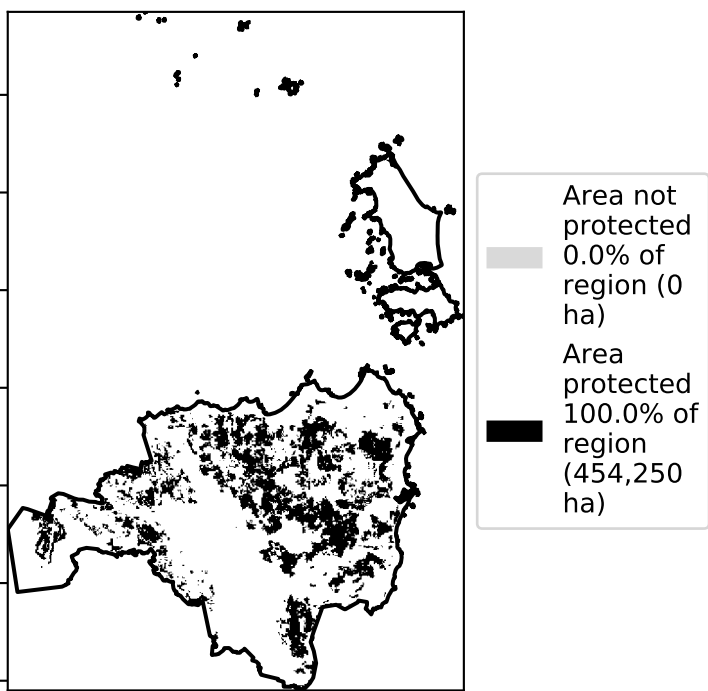 Area not
protected
0.0% of
region (0
ha)
Area
protected
100.0% of
region
(454,250
ha)